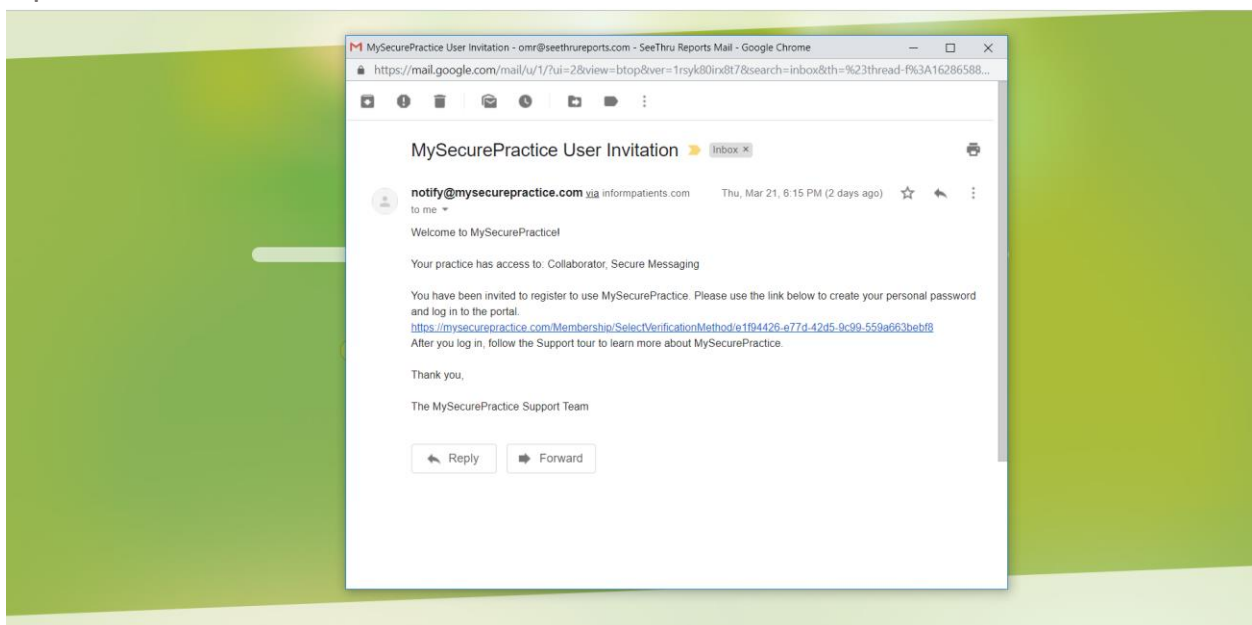 MySecurePractice User Invitation - omr@seethrureports.com - SeeThru Reports Mail - Google Chrome
https://mail.google.com/mail/u/1/?ui=2&view=btop&ver=1rsyk80irx8t7&search=inbox&th=%23thread-f%3A16286588...
MySecurePractice User Invitation Inbox ×
notify@mysecurepractice.com via informpatients.com Thu, Mar 21, 6:15 PM (2 days ago)
to me
Welcome to MySecurePractice!
Your practice has access to: Collaborator, Secure Messaging
You have been invited to register to use MySecurePractice. Please use the link below to create your personal password
and log in to the portal.
https://mysecurepractice.com/Membership/SelectVerificationMethod/e1f94426-e77d-42d5-9c99-559a663bebf8
After you log in, follow the Support tour to learn more about MySecurePractice.
Thank you,
The MySecurePractice Support Team
Reply Forward